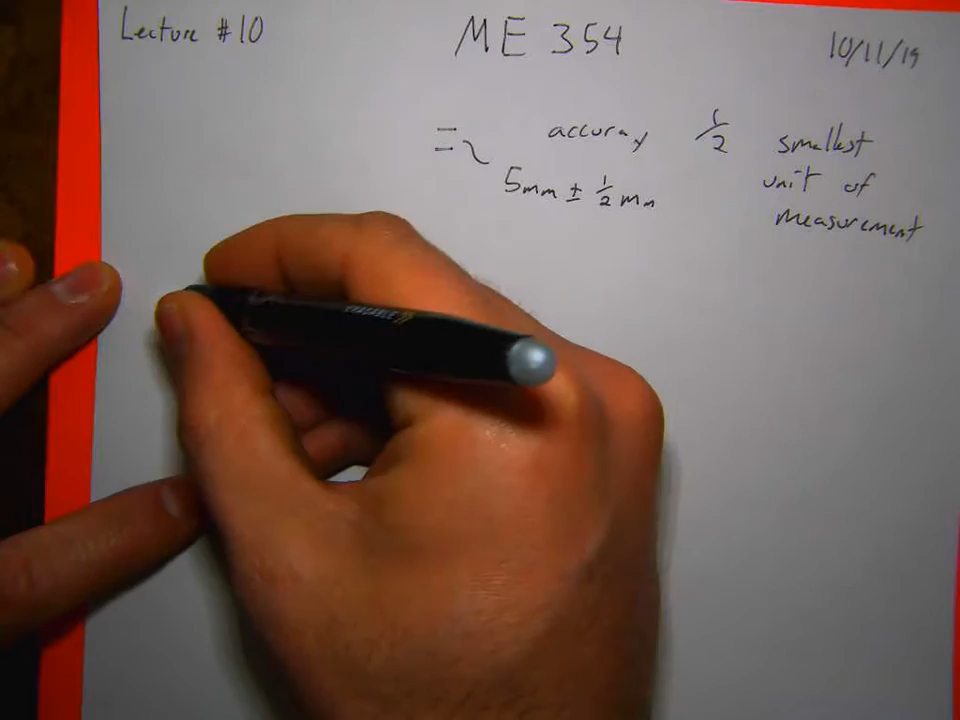 Lecture #10 ME 354 10/11/19
accuracy 1/2 smallest
5mm ± 1/2 mm unit of
measurement